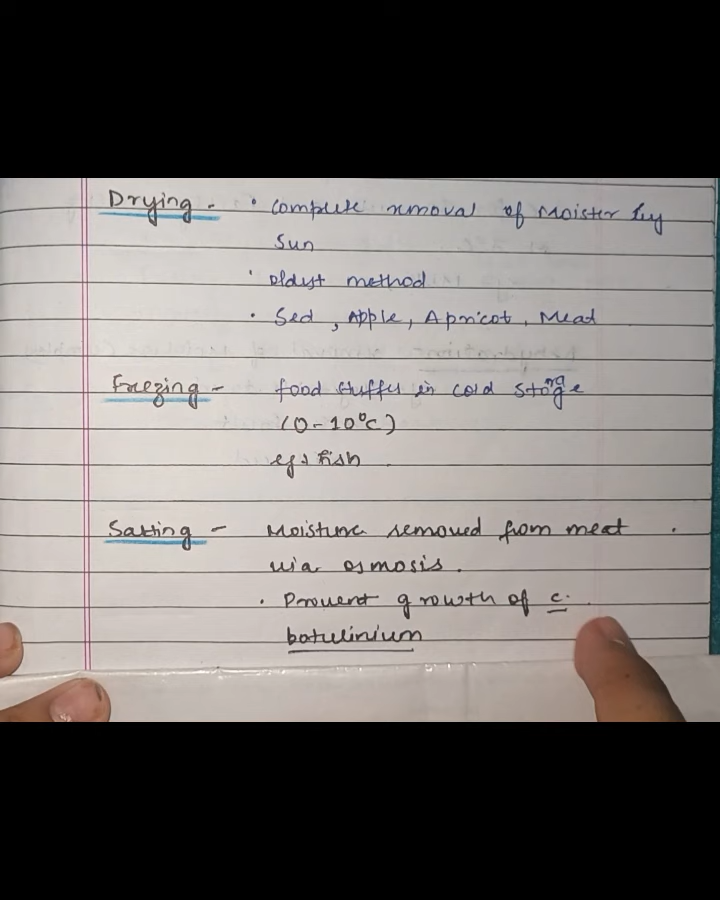 Drying - • complete removal of Moister by
Sun
• oldest method
• Sed, Apple, Apricot, Meat
Freezing - food stuffs in cold storage
(0-10°C)
eg → fish
Salting - Moisture removed from meat
via osmosis.
• Prevent growth of c.
botulinium